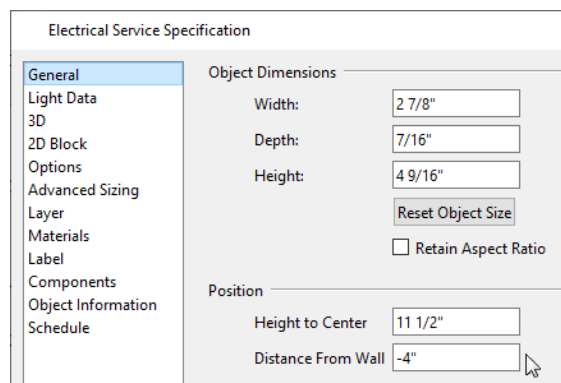 Electrical Service Specification
General
Light Data
3D
2D Block
Options
Advanced Sizing
Layer
Materials
Label
Components
Object Information
Schedule
Object Dimensions
Width: 2 7/8"
Depth: 7/16"
Height: 4 9/16"
Reset Object Size
Retain Aspect Ratio
Position
Height to Center 11 1/2"
Distance From Wall -4"